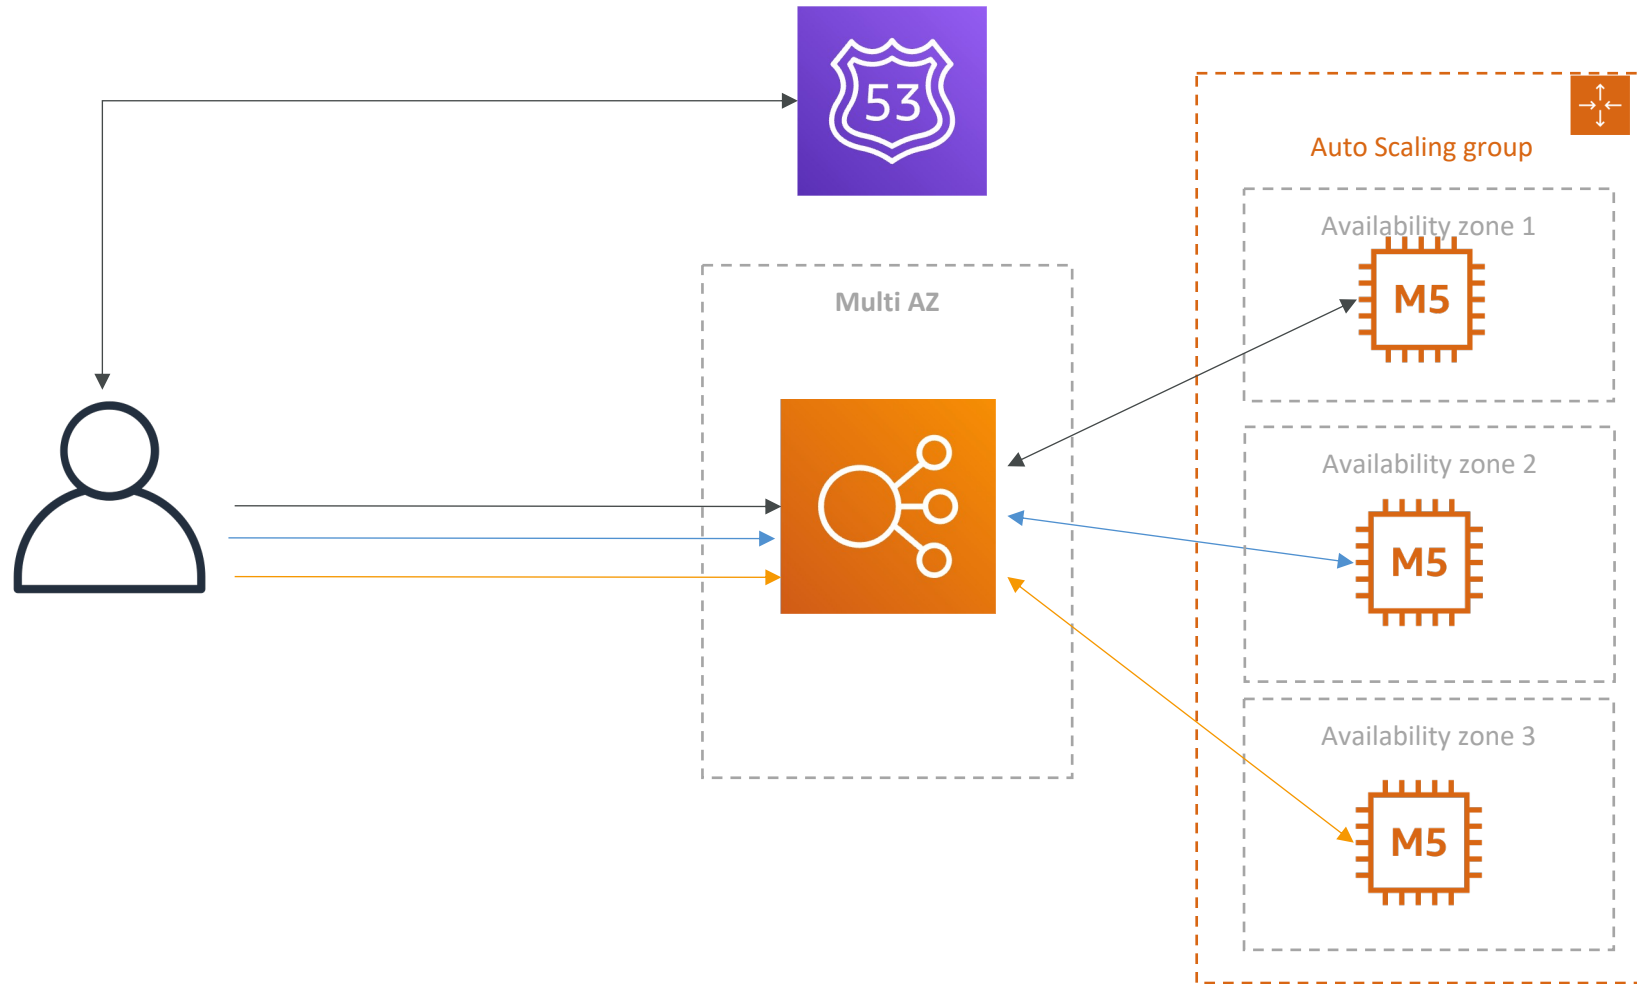 53
Auto Scaling group
Availability zone 1
M5
Multi AZ
Availability zone 2
M5
Availability zone 3
M5